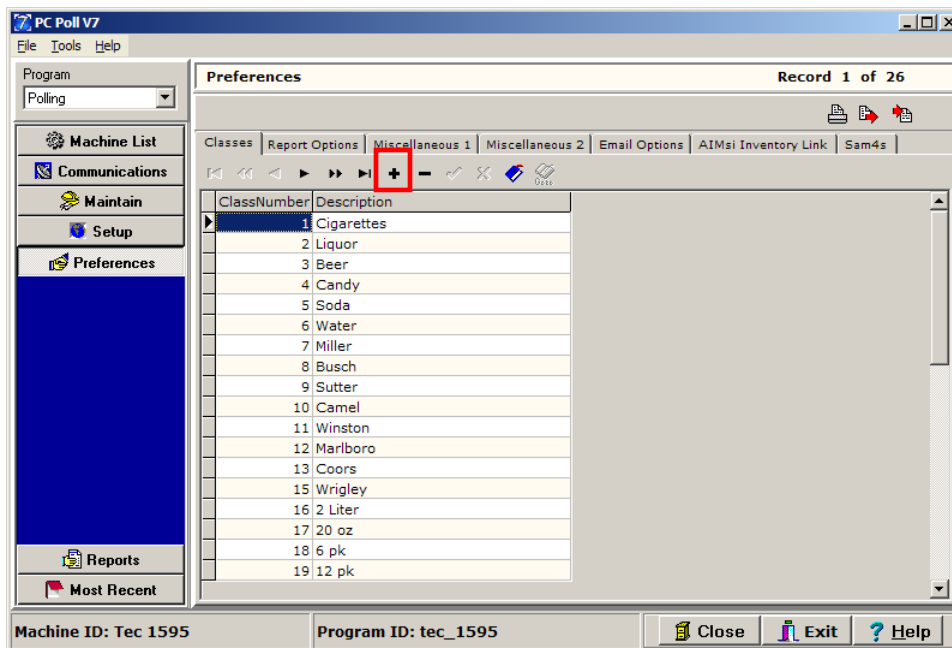 PC Poll V7
File Tools Help
Program
Polling
Preferences
Record 1 of 26
Machine List
Communications
Maintain
Setup
Preferences
Reports
Most Recent
Classes Report Options Miscellaneous 1 Miscellaneous 2 Email Options AIMsi Inventory Link Sam4s
Goto
ClassNumber Description
1 Cigarettes
2 Liquor
3 Beer
4 Candy
5 Soda
6 Water
7 Miller
8 Busch
9 Sutter
10 Camel
11 Winston
12 Marlboro
13 Coors
15 Wrigley
16 2 Liter
17 20 oz
18 6 pk
19 12 pk
Machine ID: Tec 1595
Program ID: tec_1595
Close Exit ? Help